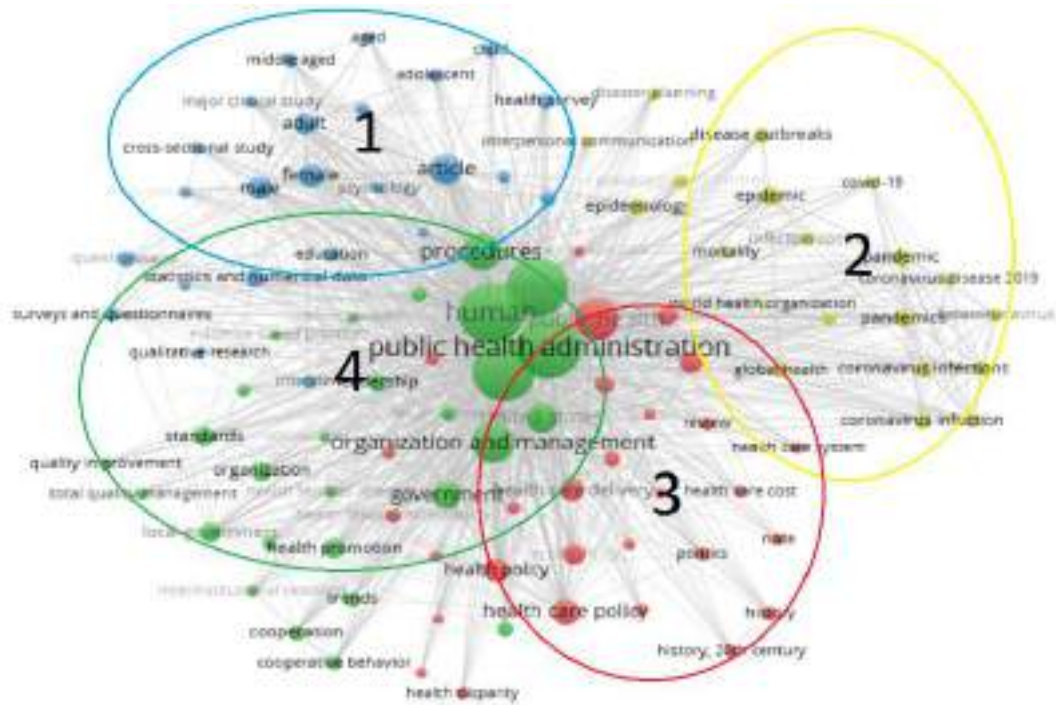 aged
middle aged
child
adolescent
major clinical study
health survey
adult
1
interpersonal communication
disease outbreaks
cross-sectional study
article
female
male
psychology
covid-19
epidemic
epidemiology
2
mortality
procedures
education
pandemic
coronavirus disease 2019
statistics and numerical data
world health organization
human
surveys and questionnaires
pandemics
public health administration
qualitative research
4
global health
coronavirus infections
review
coronavirus infection
standards
organization and management
health care system
quality improvement
organization
total quality management
government
health care delivery
3
health care cost
local government
note
health promotion
politics
health policy
trends
health care policy
history
cooperation
history, 20th century
cooperative behavior
health disparity